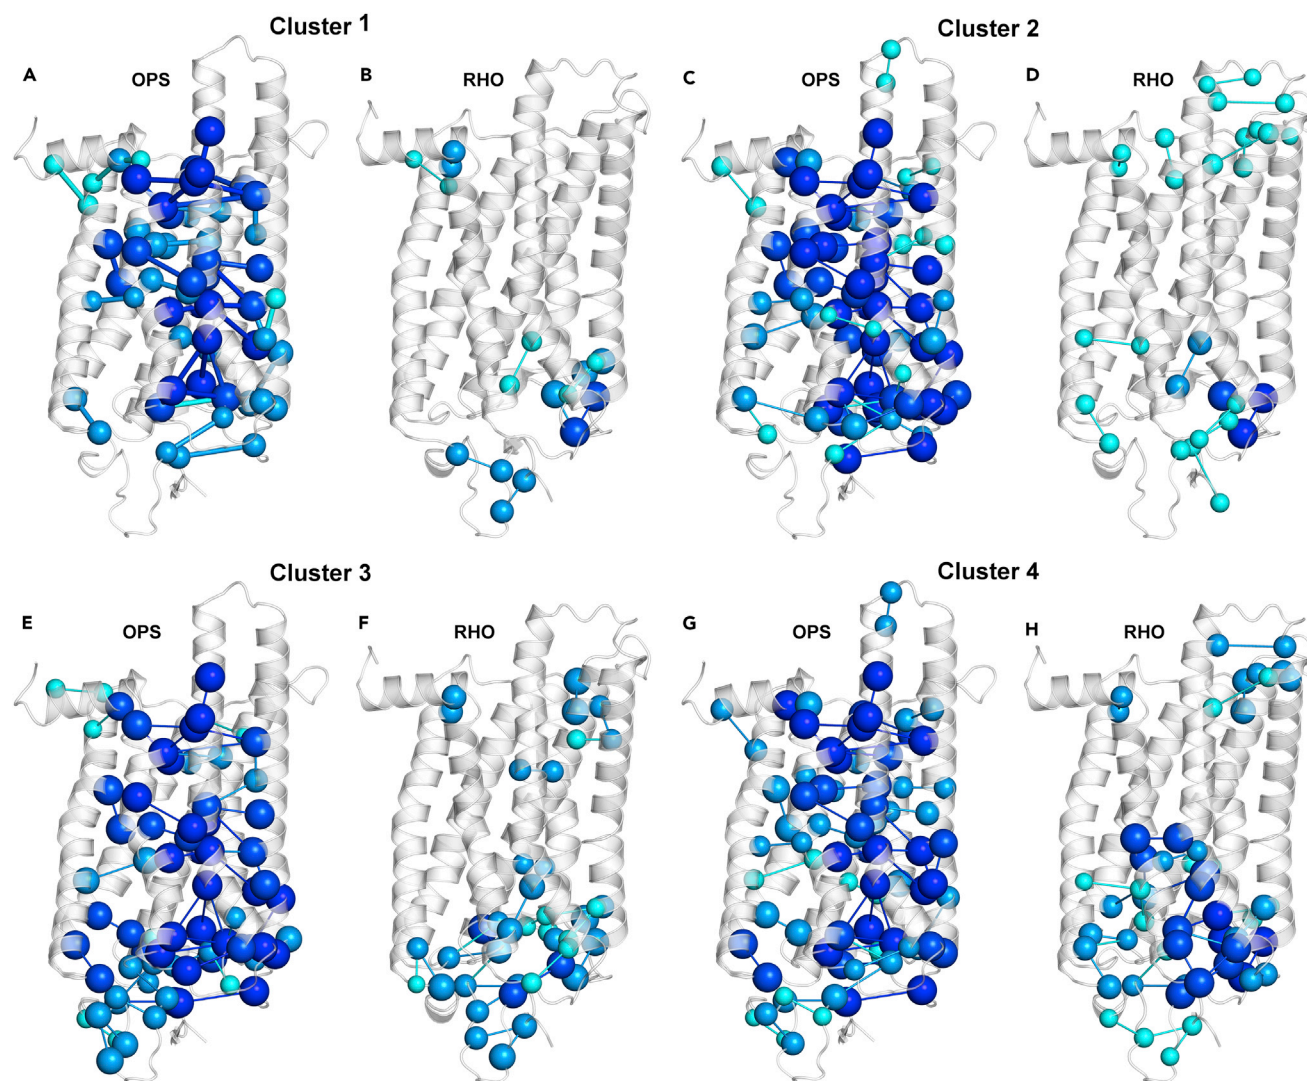 Cluster 1
Cluster 2
A
OPS
B
RHO
C
OPS
D
RHO
Cluster 3
Cluster 4
E
OPS
F
RHO
G
OPS
H
RHO